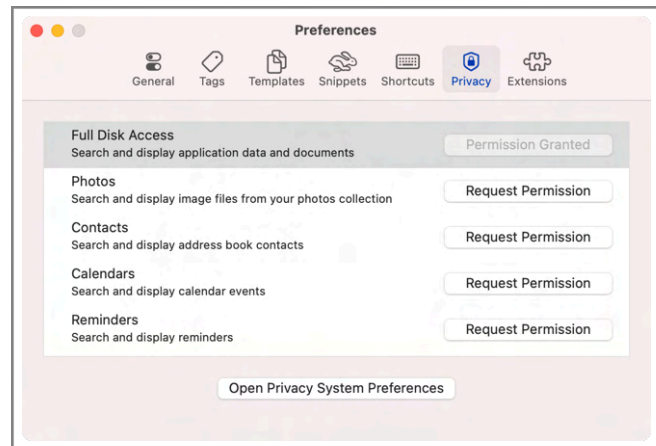 Preferences
General Tags Templates Snippets Shortcuts Privacy Extensions
Full Disk Access
Search and display application data and documents
Permission Granted
Photos
Search and display image files from your photos collection
Request Permission
Contacts
Search and display address book contacts
Request Permission
Calendars
Search and display calendar events
Request Permission
Reminders
Search and display reminders
Request Permission
Open Privacy System Preferences